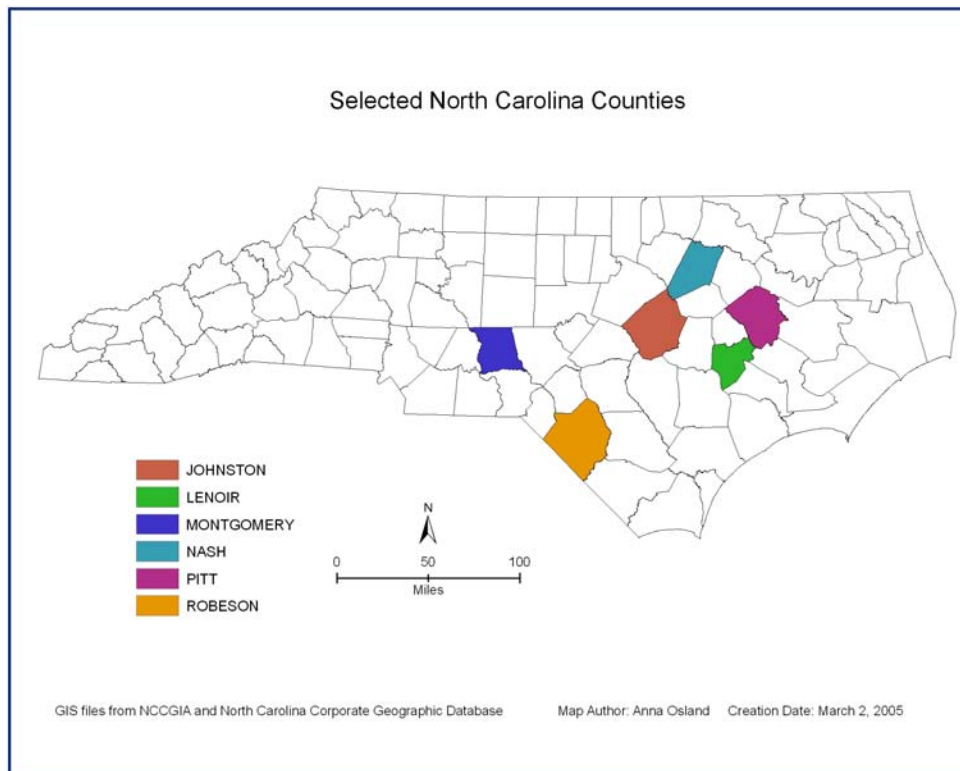 Selected North Carolina Counties
JOHNSTON
LENOIR
MONTGOMERY
NASH
PITT
ROBESON
N
0 50 100
Miles
GIS files from NCCGIA and North Carolina Corporate Geographic Database Map Author: Anna Osland Creation Date: March 2, 2005